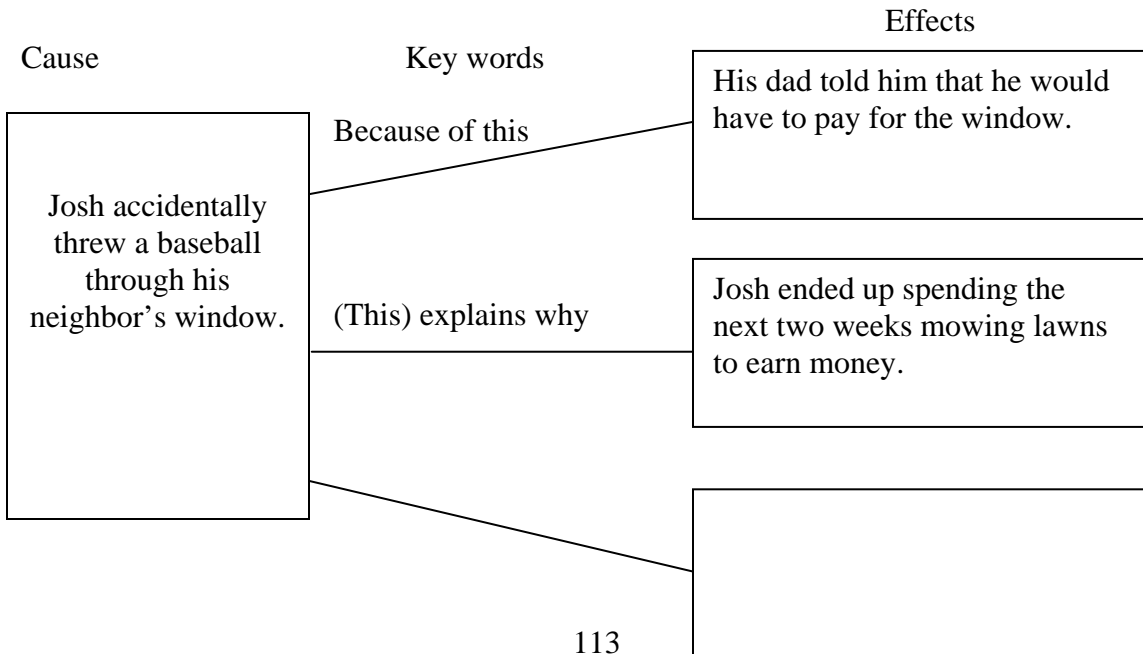 Effects
Cause
Key words
His dad told him that he would
have to pay for the window.
Because of this
Josh accidentally
threw a baseball
through his
neighbor’s window.
Josh ended up spending the
next two weeks mowing lawns
to earn money.
(This) explains why
113